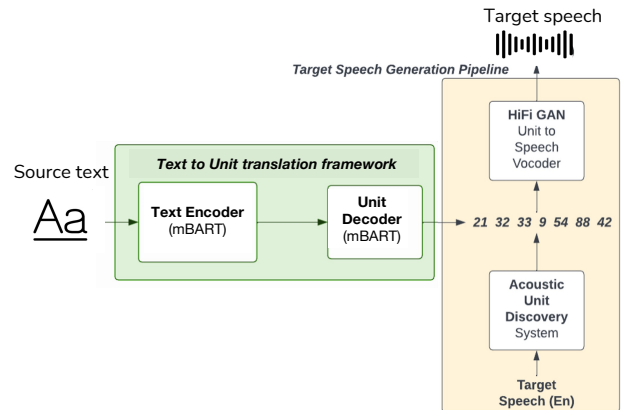 Target speech
Target Speech Generation Pipeline
HiFi GAN
Unit to
Speech
Vocoder
Text to Unit translation framework
Source text
Aa
Text Encoder
(mBART)
Unit
Decoder
(mBART)
21 32 33 9 54 88 42
Acoustic
Unit
Discovery
System
Target
Speech (En)